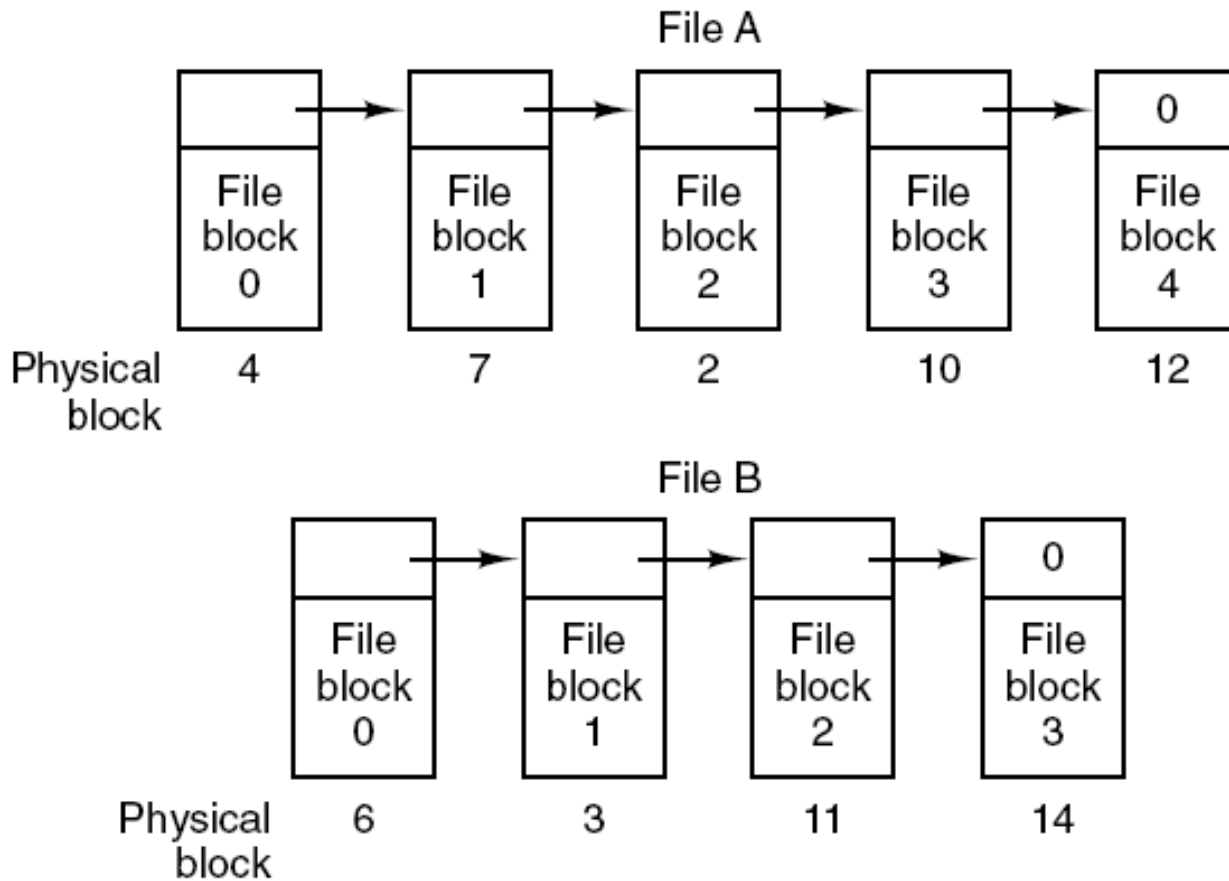 File A
0
File block 0
File block 1
File block 2
File block 3
File block 4
Physical block 4 7 2 10 12
File B
0
File block 0
File block 1
File block 2
File block 3
Physical block 6 3 11 14